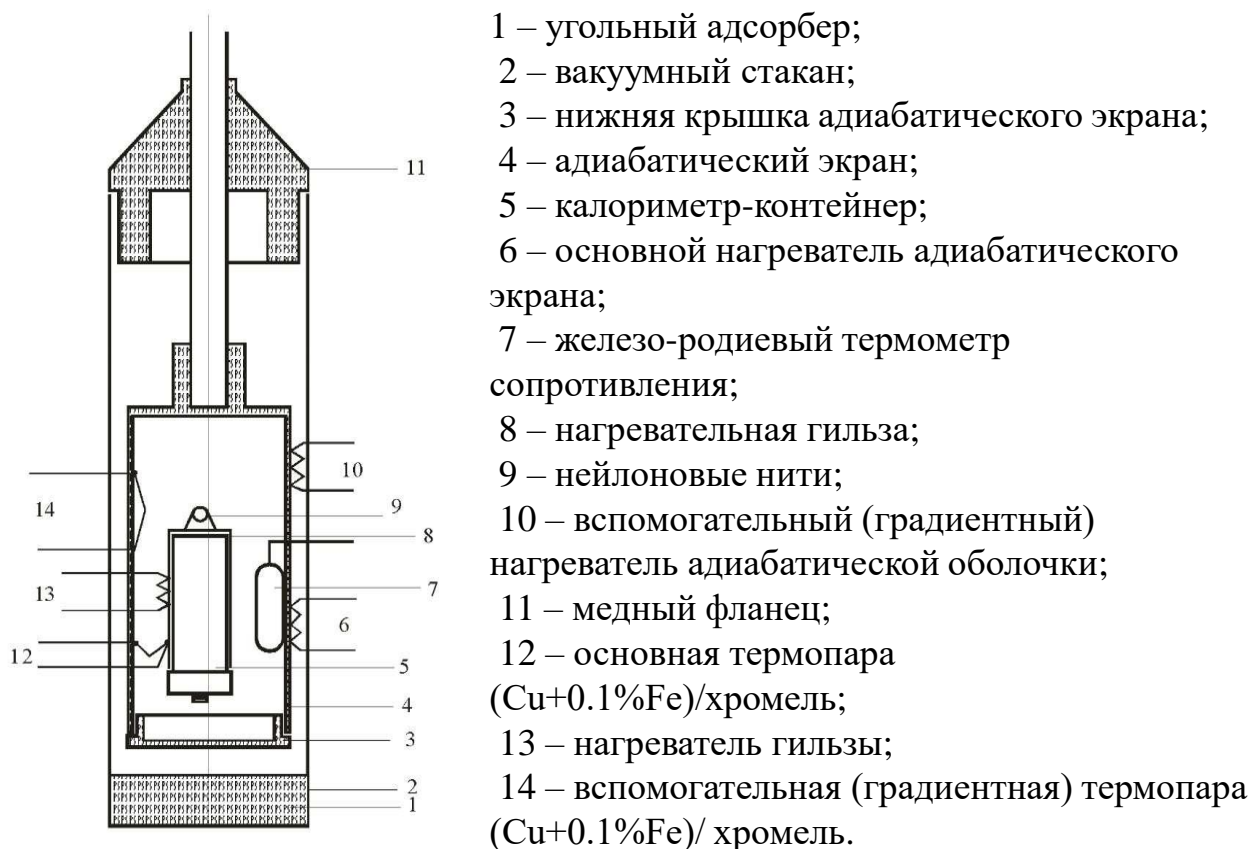 1 – угольный адсорбер;
2 – вакуумный стакан;
3 – нижняя крышка адиабатического экрана;
4 – адиабатический экран;
5 – калориметр-контейнер;
6 – основной нагреватель адиабатического
экрана;
7 – железо-родиевый термометр
сопротивления;
8 – нагревательная гильза;
9 – нейлоновые нити;
10 – вспомогательный (градиентный)
нагреватель адиабатической оболочки;
11 – медный фланец;
12 – основная термопара
(Cu+0.1%Fe)/хромель;
13 – нагреватель гильзы;
14 – вспомогательная (градиентная) термопара
(Cu+0.1%Fe)/ хромель.
11
10
14
9
8
13
7
6
12
5
4
3
2
1